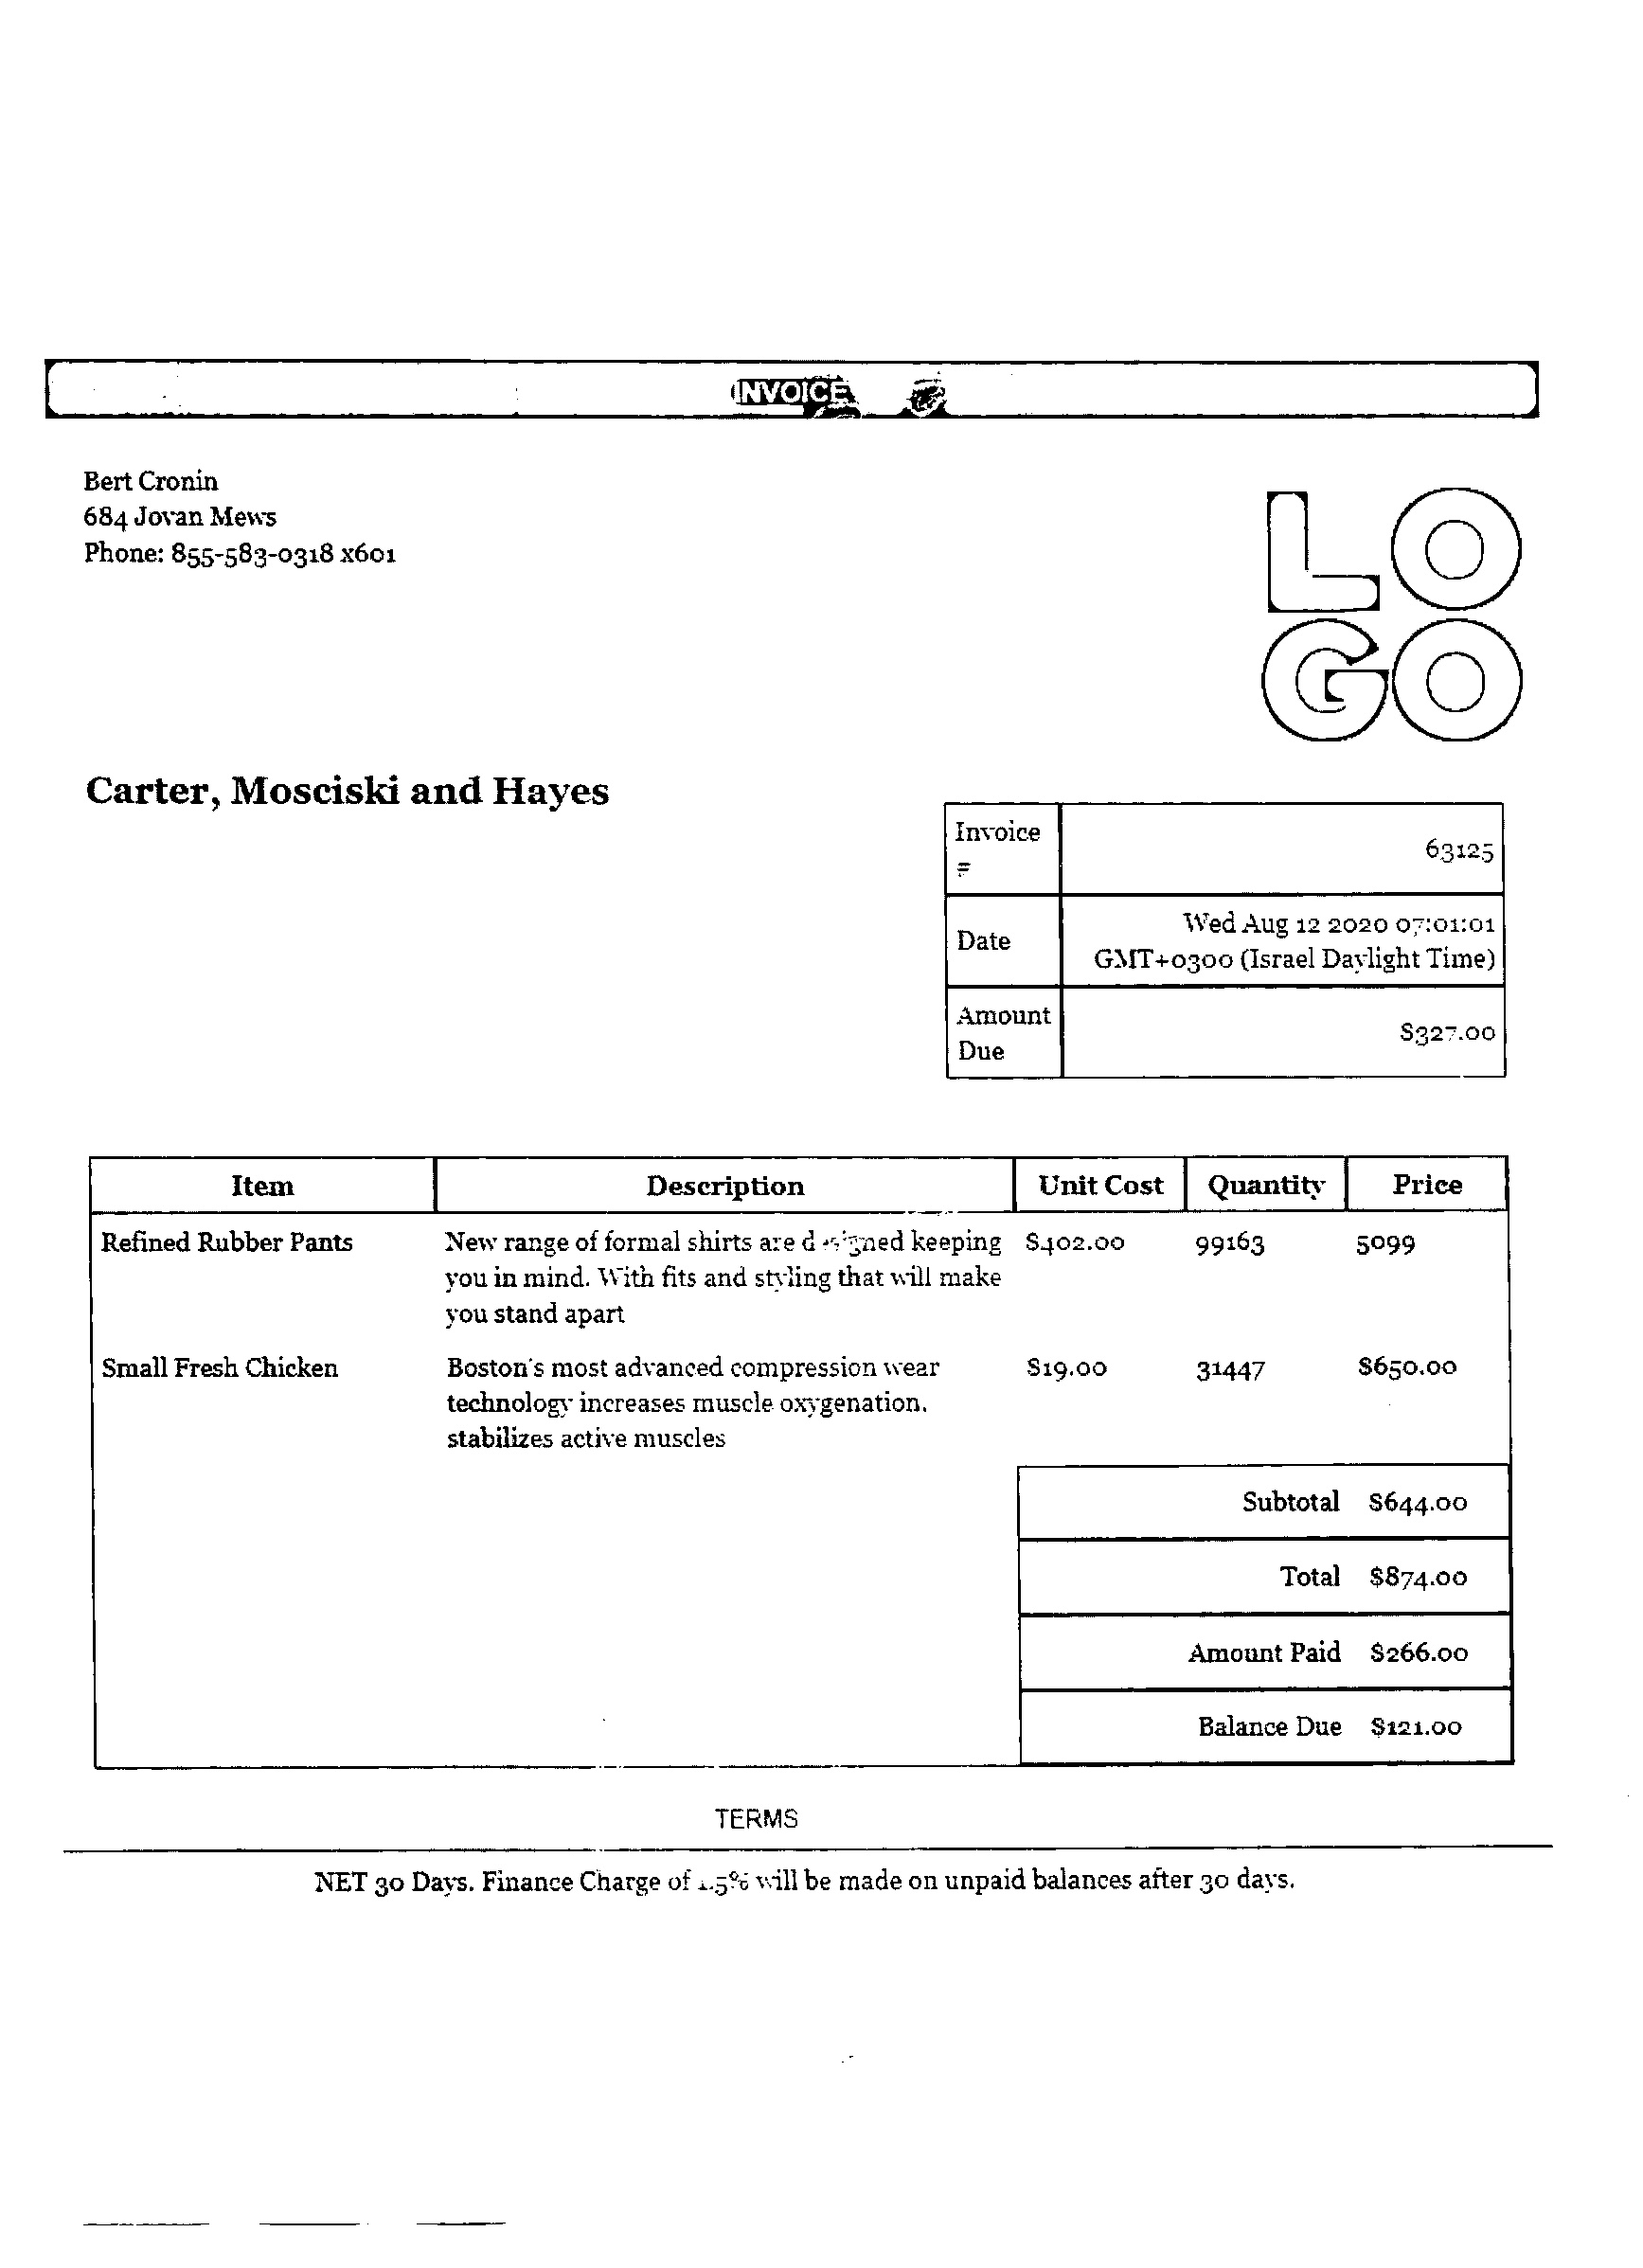 INVOICE
Bert Cronin
684 Jovan Mews
Phone: 855-583-0318 x601
LO
GO
Carter, Mosciski and Hayes
Invoice
#
63125
Date
Wed Aug 12 2020 07:01:01
GMT+0300 (Israel Daylight Time)
Amount
Due
$327.00
Item Description Unit Cost Quantity Price
Refined Rubber Pants New range of formal shirts are designed keeping $402.00 99163 5099
you in mind. With fits and styling that will make
you stand apart
Small Fresh Chicken Boston's most advanced compression wear $19.00 31447 $650.00
technology increases muscle oxygenation,
stabilizes active muscles
Subtotal $644.00
Total $874.00
Amount Paid $266.00
Balance Due $121.00
TERMS
NET 30 Days. Finance Charge of 1.5% will be made on unpaid balances after 30 days.